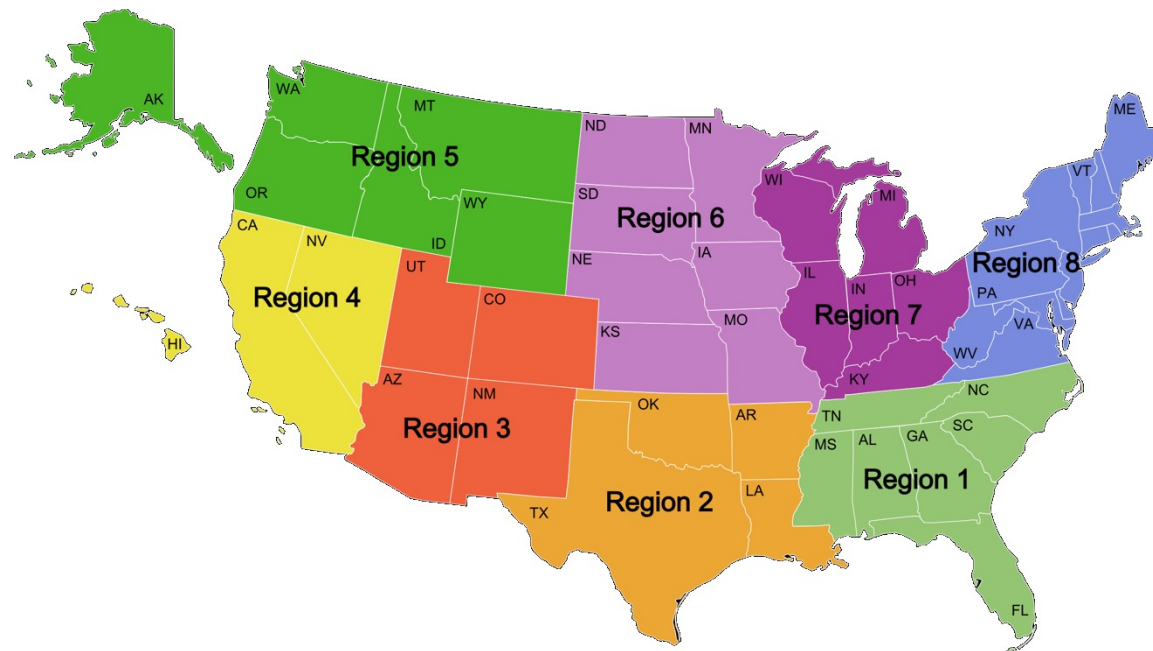 AK
WA
MT
ND
MN
ME
VT
Region 5
WI
MI
OR
WY
SD
Region 6
NY
CA
NV
ID
UT
NE
IA
Region 8
IL
IN
OH
PA
Region 4
CO
Region 7
VA
HI
KS
MO
WV
AZ
NM
KY
NC
OK
AR
TN
Region 3
MS
AL
GA
SC
Region 1
TX
Region 2
LA
FL